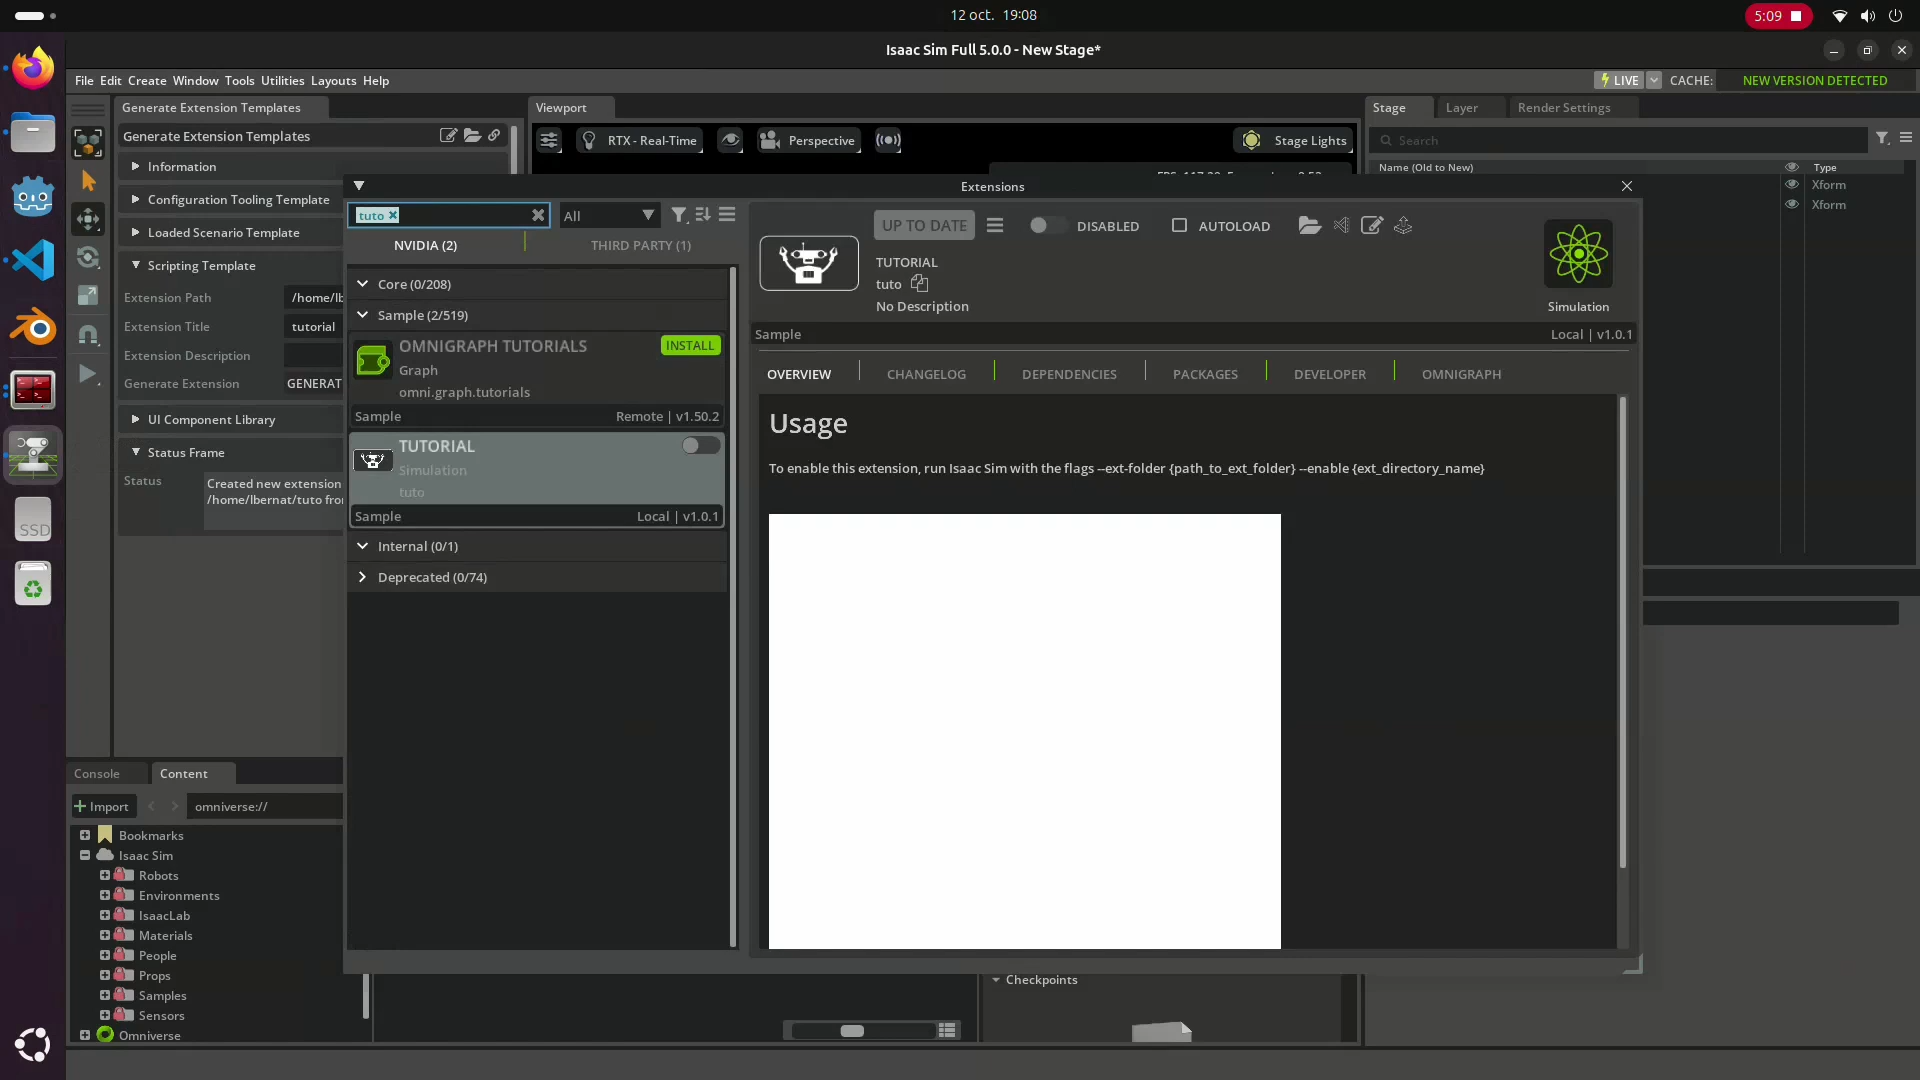 12 oct. 19:08
5:09
Isaac Sim Full 5.0.0 - New Stage*
File Edit Create Window Tools Utilities Layouts Help
LIVE
CACHE:
NEW VERSION DETECTED
Generate Extension Templates
Generate Extension Templates
Information
Configuration Tooling Template
Loaded Scenario Template
Scripting Template
Extension Path
/home/lb
Extension Title
tutorial
Extension Description
Generate Extension
GENERAT
UI Component Library
Status Frame
Status
Created new extension
/home/lbernat/tuto fro
Viewport
RTX - Real-Time
Perspective
Stage Lights
Stage
Layer
Render Settings
Search
Name (Old to New)
Type
Xform
Xform
Extensions
tuto
All
NVIDIA (2)
THIRD PARTY (1)
Core (0/208)
Sample (2/519)
OMNIGRAPH TUTORIALS
INSTALL
Graph
omni.graph.tutorials
Sample
Remote | v1.50.2
TUTORIAL
Simulation
tuto
Sample
Local | v1.0.1
Internal (0/1)
Deprecated (0/74)
UP TO DATE
DISABLED
AUTOLOAD
TUTORIAL
tuto
No Description
Simulation
Sample
Local | v1.0.1
OVERVIEW
CHANGELOG
DEPENDENCIES
PACKAGES
DEVELOPER
OMNIGRAPH
Usage
To enable this extension, run Isaac Sim with the flags --ext-folder {path_to_ext_folder} --enable {ext_directory_name}
Console
Content
Import
omniverse://
Bookmarks
Isaac Sim
Robots
Environments
IsaacLab
Materials
People
Props
Samples
Sensors
Omniverse
Checkpoints
SSD